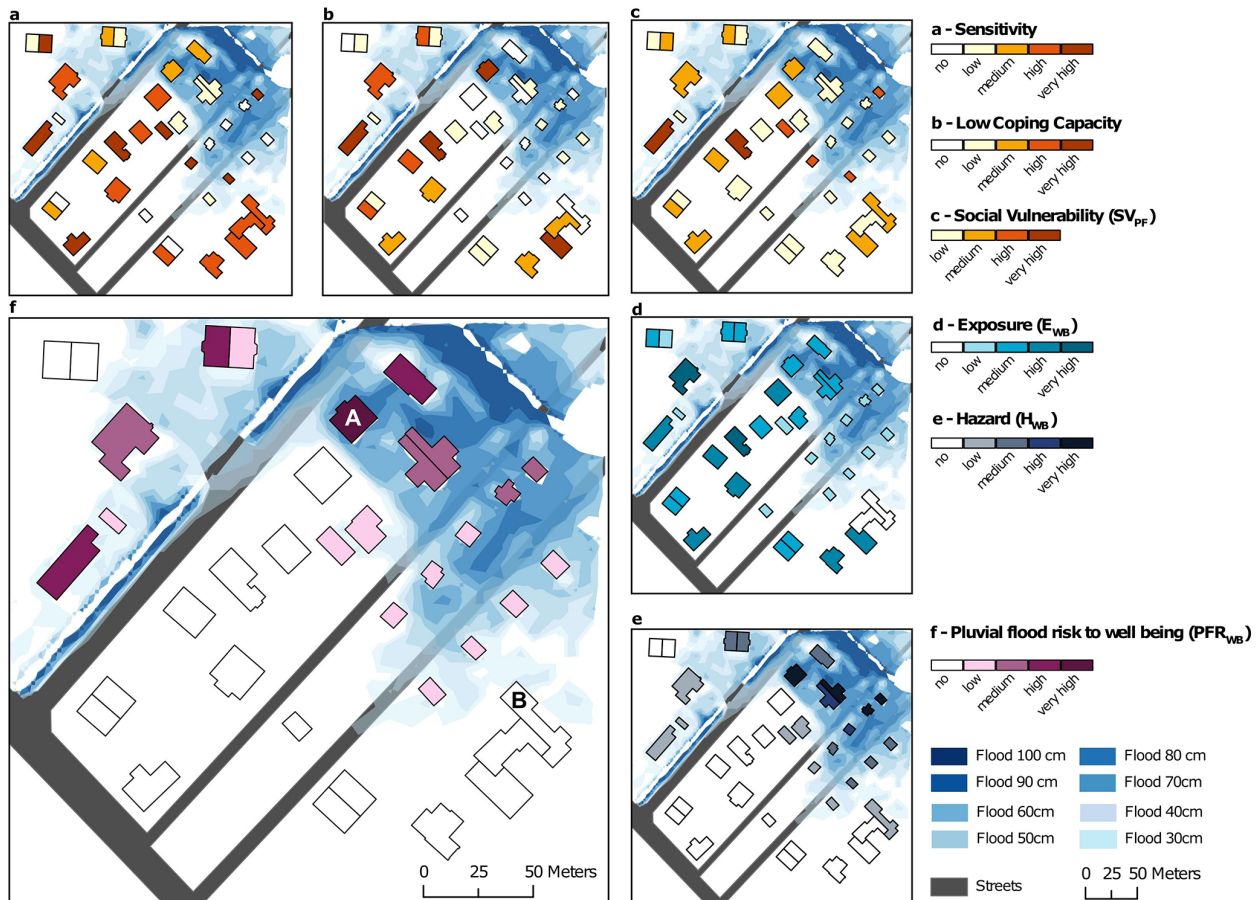 a
b
c
a - Sensitivity
no
low
medium
high
very high
b - Low Coping Capacity
no
low
medium
high
very high
c - Social Vulnerability (SVPF)
low
medium
high
very high
f
A
B
0 25 50 Meters
d
d - Exposure (EWB)
no
low
medium
high
very high
e - Hazard (HWB)
no
low
medium
high
very high
e
f - Pluvial flood risk to well being (PFRWB)
no
low
medium
high
very high
Flood 100 cm Flood 80 cm
Flood 90 cm Flood 70cm
Flood 60cm Flood 40cm
Flood 50cm Flood 30cm
Streets
0 25 50 Meters